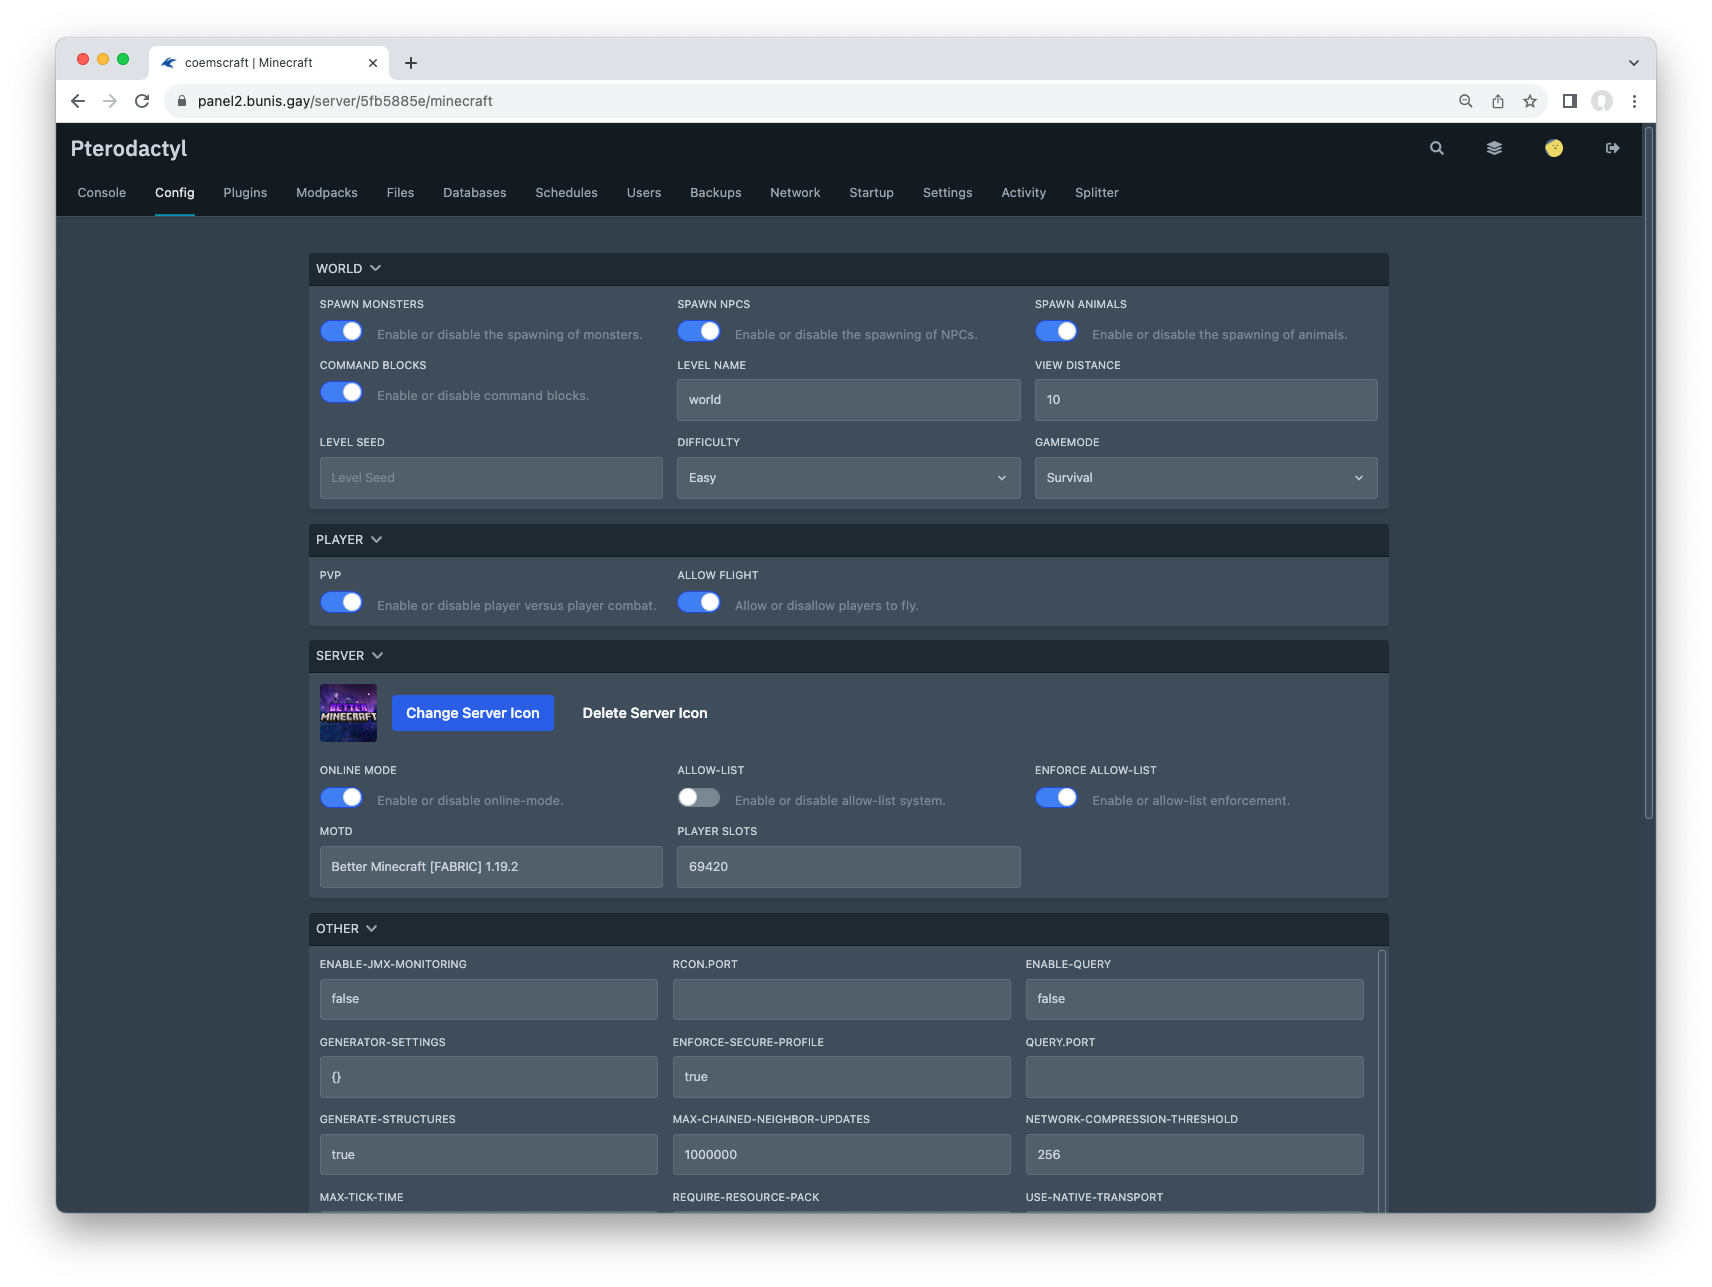 coemscraft | Minecraft
panel2.bunis.gay/server/5fb5885e/minecraft
Pterodactyl
Console Config Plugins Modpacks Files Databases Schedules Users Backups Network Startup Settings Activity Splitter
WORLD
SPAWN MONSTERS SPAWN NPCS SPAWN ANIMALS
Enable or disable the spawning of monsters. Enable or disable the spawning of NPCs. Enable or disable the spawning of animals.
COMMAND BLOCKS LEVEL NAME VIEW DISTANCE
Enable or disable command blocks. world 10
LEVEL SEED DIFFICULTY GAMEMODE
Level Seed Easy Survival
PLAYER
PVP ALLOW FLIGHT
Enable or disable player versus player combat. Allow or disallow players to fly.
SERVER
BETTER
MINECRAFT
Change Server Icon Delete Server Icon
ONLINE MODE ALLOW-LIST ENFORCE ALLOW-LIST
Enable or disable online-mode. Enable or disable allow-list system. Enable or allow-list enforcement.
MOTD PLAYER SLOTS
Better Minecraft [FABRIC] 1.19.2 69420
OTHER
ENABLE-JMX-MONITORING RCON.PORT ENABLE-QUERY
false false
GENERATOR-SETTINGS ENFORCE-SECURE-PROFILE QUERY.PORT
{} true
GENERATE-STRUCTURES MAX-CHAINED-NEIGHBOR-UPDATES NETWORK-COMPRESSION-THRESHOLD
true 1000000 256
MAX-TICK-TIME REQUIRE-RESOURCE-PACK USE-NATIVE-TRANSPORT